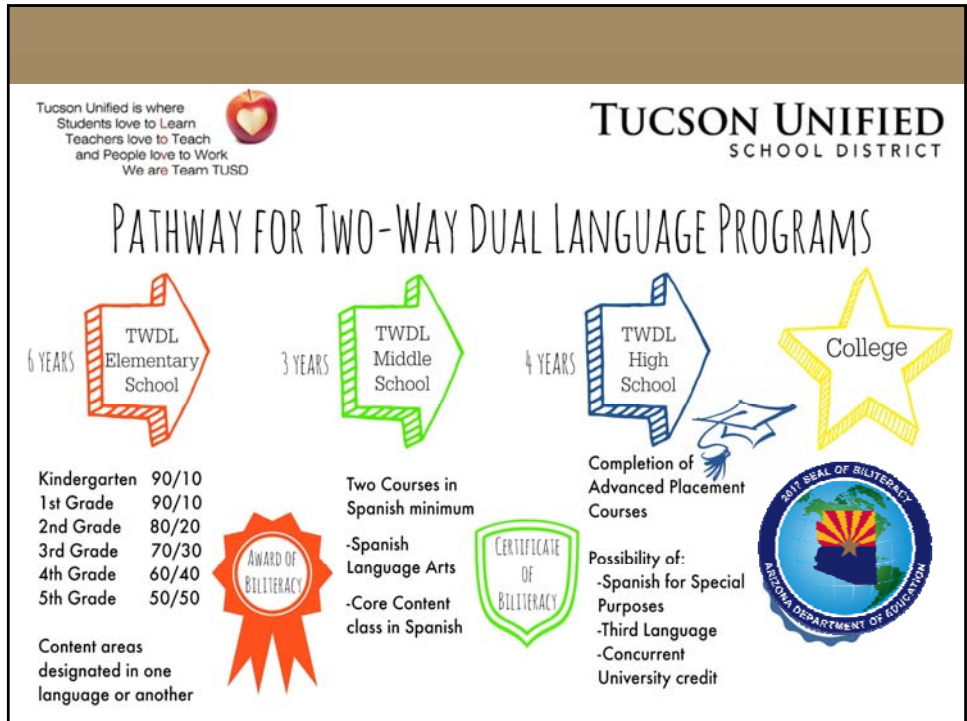 Tucson Unified is where
Students love to Learn
Teachers love to Teach
and People love to Work
We are Team TUSD
TUCSON UNIFIED
SCHOOL DISTRICT
PATHWAY FOR TWO-WAY DUAL LANGUAGE PROGRAMS
6 YEARS
TWDL
Elementary
School
3 YEARS
TWDL
Middle
School
4 YEARS
TWDL
High
School
College
Kindergarten 90/10
1st Grade 90/10
2nd Grade 80/20
3rd Grade 70/30
4th Grade 60/40
5th Grade 50/50
Content areas
designated in one
language or another
AWARD OF
BILITERACY
Two Courses in
Spanish minimum
-Spanish
Language Arts
-Core Content
class in Spanish
CERTIFICATE
OF
BILITERACY
Completion of
Advanced Placement
Courses
Possibility of:
-Spanish for Special
Purposes
-Third Language
-Concurrent
University credit
2017 SEAL OF BILITERACY
ARIZONA DEPARTMENT OF EDUCATION